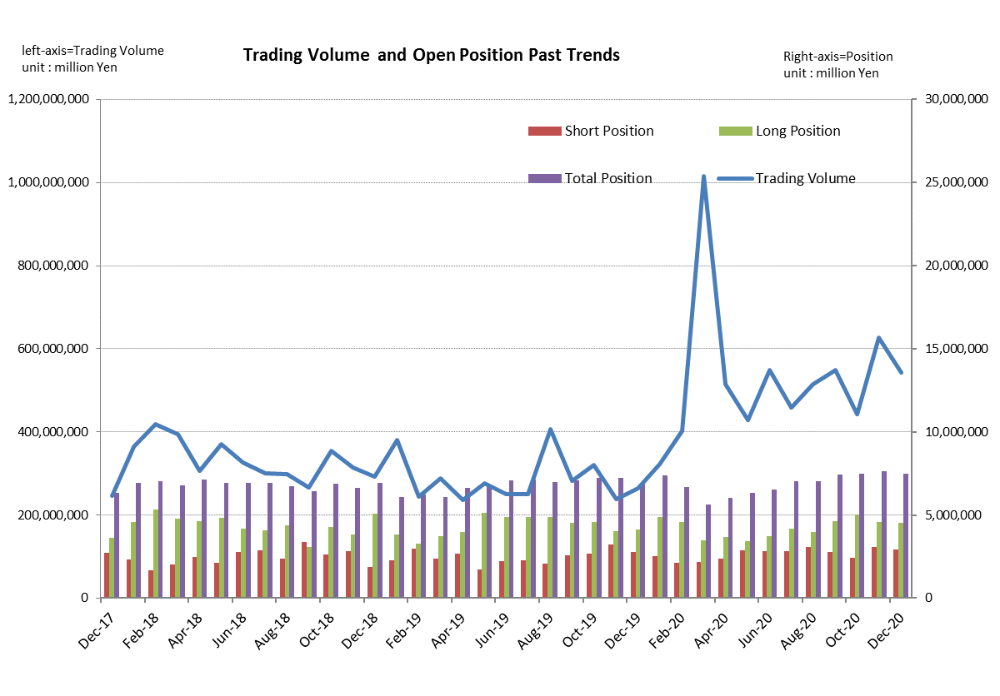 left-axis=Trading Volume
unit : million Yen
Trading Volume and Open Position Past Trends
Right-axis=Position
unit : million Yen
1,200,000,000
1,000,000,000
800,000,000
600,000,000
400,000,000
200,000,000
0
30,000,000
25,000,000
20,000,000
15,000,000
10,000,000
5,000,000
0
Short Position
Long Position
Total Position
Trading Volume
Dec-17
Feb-18
Apr-18
Jun-18
Aug-18
Oct-18
Dec-18
Feb-19
Apr-19
Jun-19
Aug-19
Oct-19
Dec-19
Feb-20
Apr-20
Jun-20
Aug-20
Oct-20
Dec-20